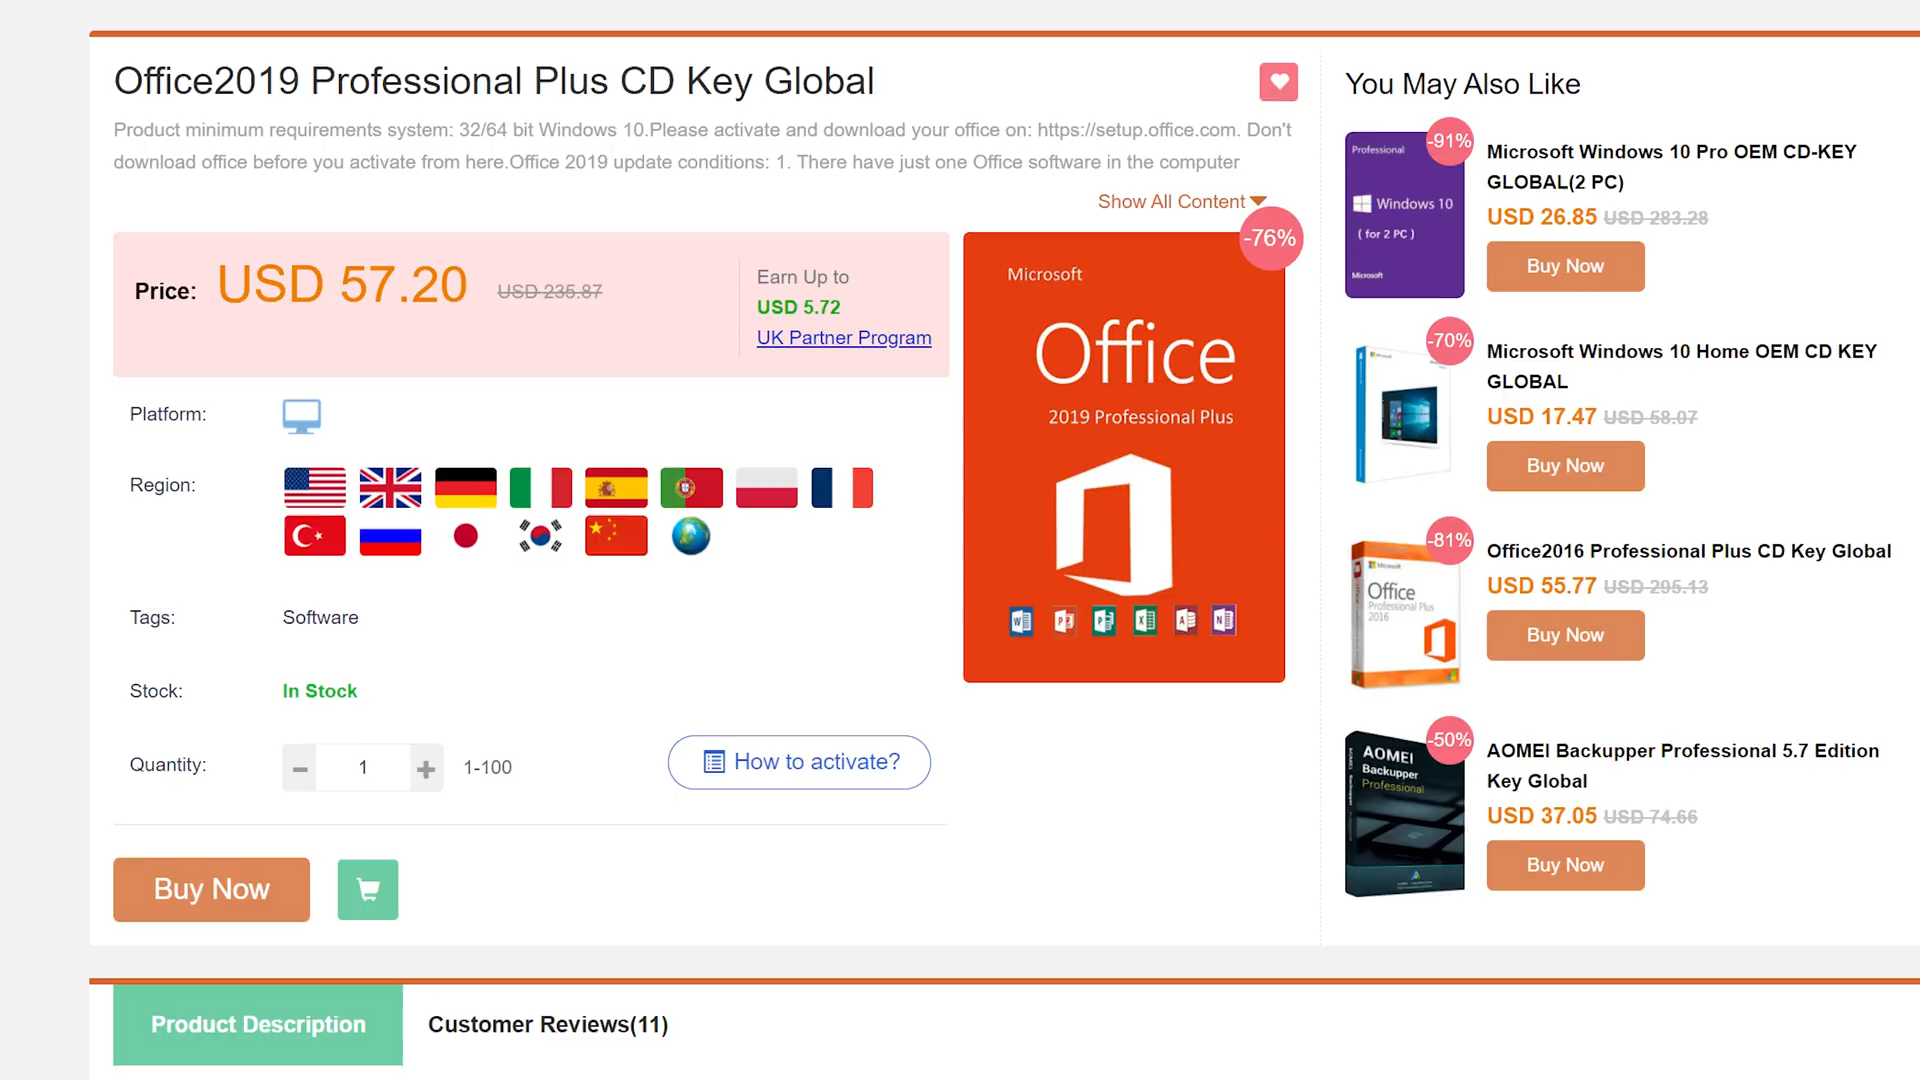 Office2019 Professional Plus CD Key Global
Product minimum requirements system: 32/64 bit Windows 10.Please activate and download your office on: https://setup.office.com. Don't
download office before you activate from here.Office 2019 update conditions: 1. There have just one Office software in the computer
Show All Content
Price: USD 57.20 USD 235.87
Earn Up to
USD 5.72
UK Partner Program
-76%
Microsoft
Office
2019 Professional Plus
Platform:
Region:
Tags: Software
Stock: In Stock
Quantity: 1 1-100
How to activate?
Buy Now
You May Also Like
-91%
Professional
Windows 10
( for 2 PC )
Microsoft
Microsoft Windows 10 Pro OEM CD-KEY
GLOBAL(2 PC)
USD 26.85 USD 283.28
Buy Now
-70%
Microsoft Windows 10 Home OEM CD KEY
GLOBAL
USD 17.47 USD 58.07
Buy Now
-81%
Microsoft
Office
Professional Plus
2016
Office2016 Professional Plus CD Key Global
USD 55.77 USD 295.13
Buy Now
-50%
AOMEI
Backupper
Professional
AOMEI Backupper Professional 5.7 Edition
Key Global
USD 37.05 USD 74.66
Buy Now
Product Description
Customer Reviews(11)